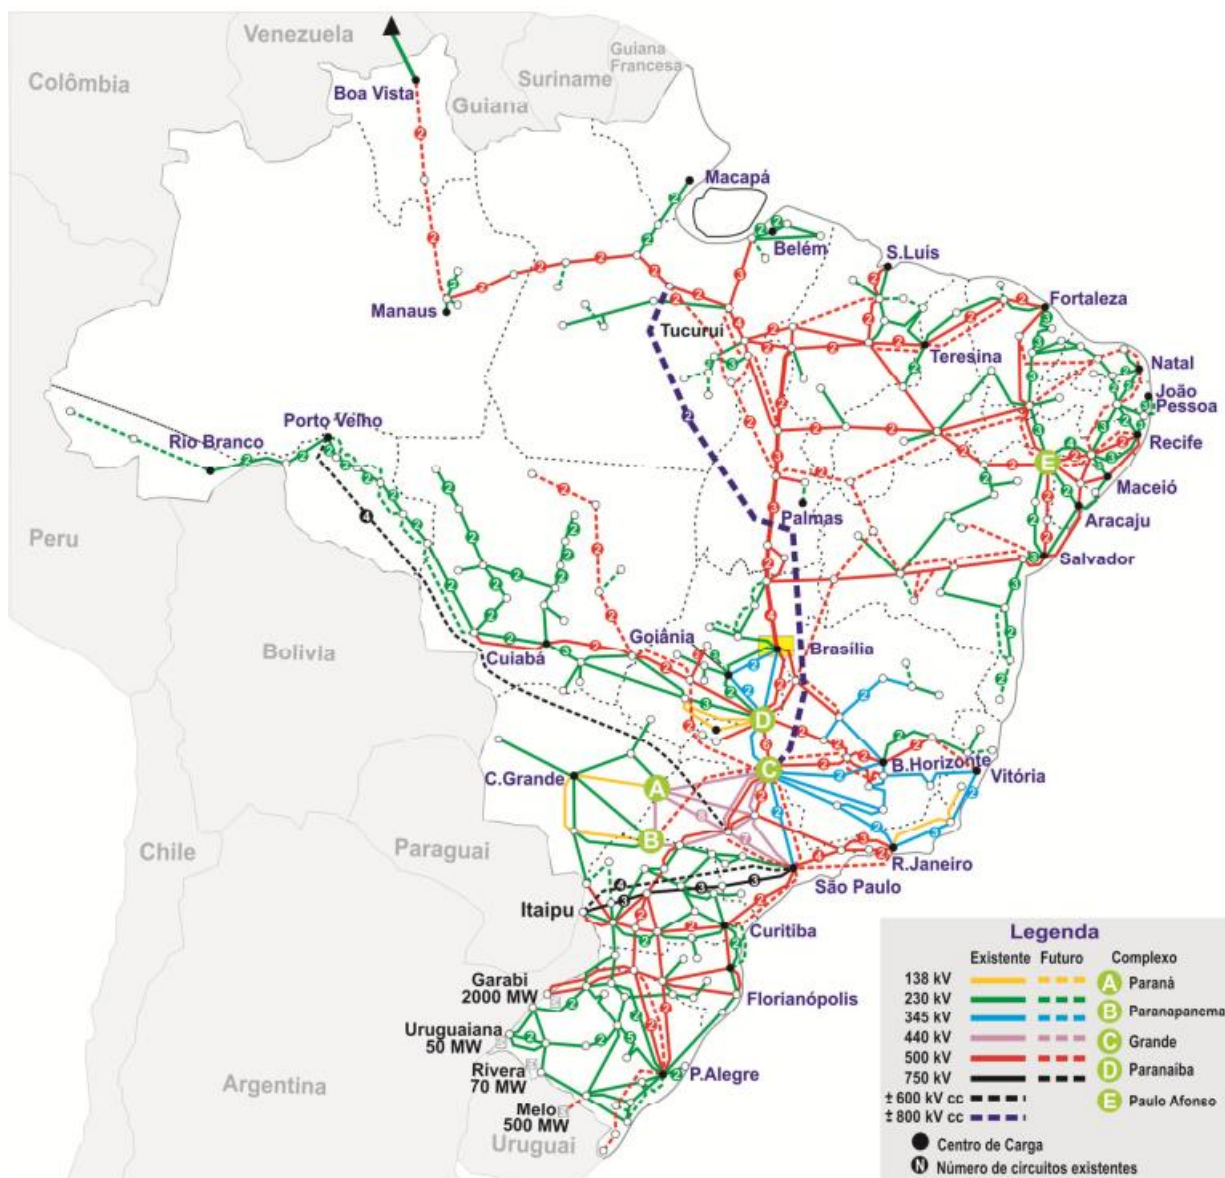 Venezuela
Guiana
Francesa
Colômbia
Suriname
Boa Vista
Guiana
Macapá
Belém
S.Luis
Manaus
Fortaleza
Tucuruí
Teresina
Natal
João
Pessoa
Porto Velho
Rio Branco
Recife
E
Maceió
Palmas
Aracaju
Peru
Salvador
Goiânia
Brasília
Bolivia
Cuiabá
D
B.Horizonte
C
Vitória
C.Grande
A
B
Chile
Paraguai
R.Janeiro
São Paulo
Itaipu
Curitiba
Garabi
2000 MW
Florianópolis
Uruguaiana
50 MW
Rivera
70 MW
P.Alegre
Melo
500 MW
Argentina
Uruguai
Legenda
Existente Futuro Complexo
138 kV A Paraná
230 kV
345 kV B Paranapanema
440 kV C Grande
500 kV D Paranaíba
750 kV
± 600 kV cc E Paulo Afonso
± 800 kV cc
Centro de Carga
N Número de circuitos existentes